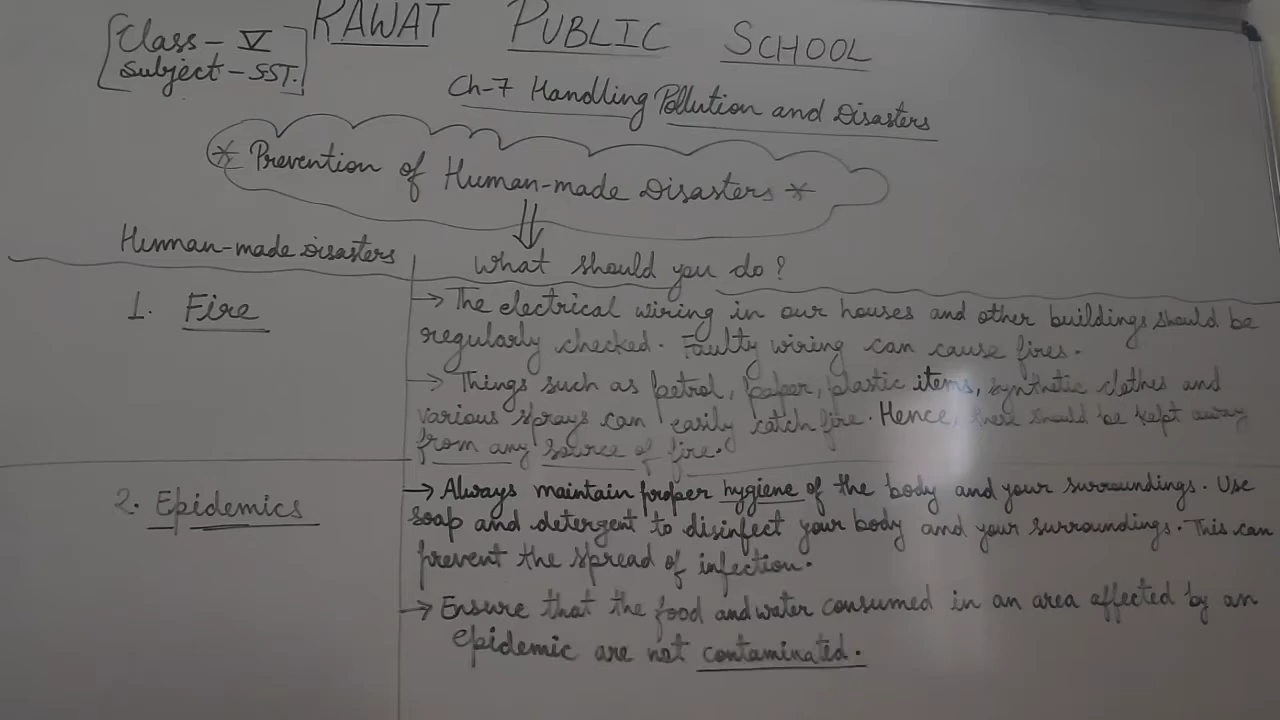 Class - V
Subject - SST.
RAWAT PUBLIC SCHOOL
Ch-7 Handling Pollution and Disasters
* Prevention of Human-made Disasters *
Human-made Disasters
What should you do?
1. Fire
→ The electrical wiring in our houses and other buildings should be
regularly checked. Faulty wiring can cause fires.
→ Things such as petrol, paper, plastic items, synthetic clothes and
various sprays can easily catch fire. Hence, these should be kept away
from any source of fire.
2. Epidemics
→ Always maintain proper hygiene of the body and your surroundings. Use
soap and detergent to disinfect your body and your surroundings. This can
prevent the spread of infection.
→ Ensure that the food and water consumed in an area affected by an
epidemic are not contaminated.